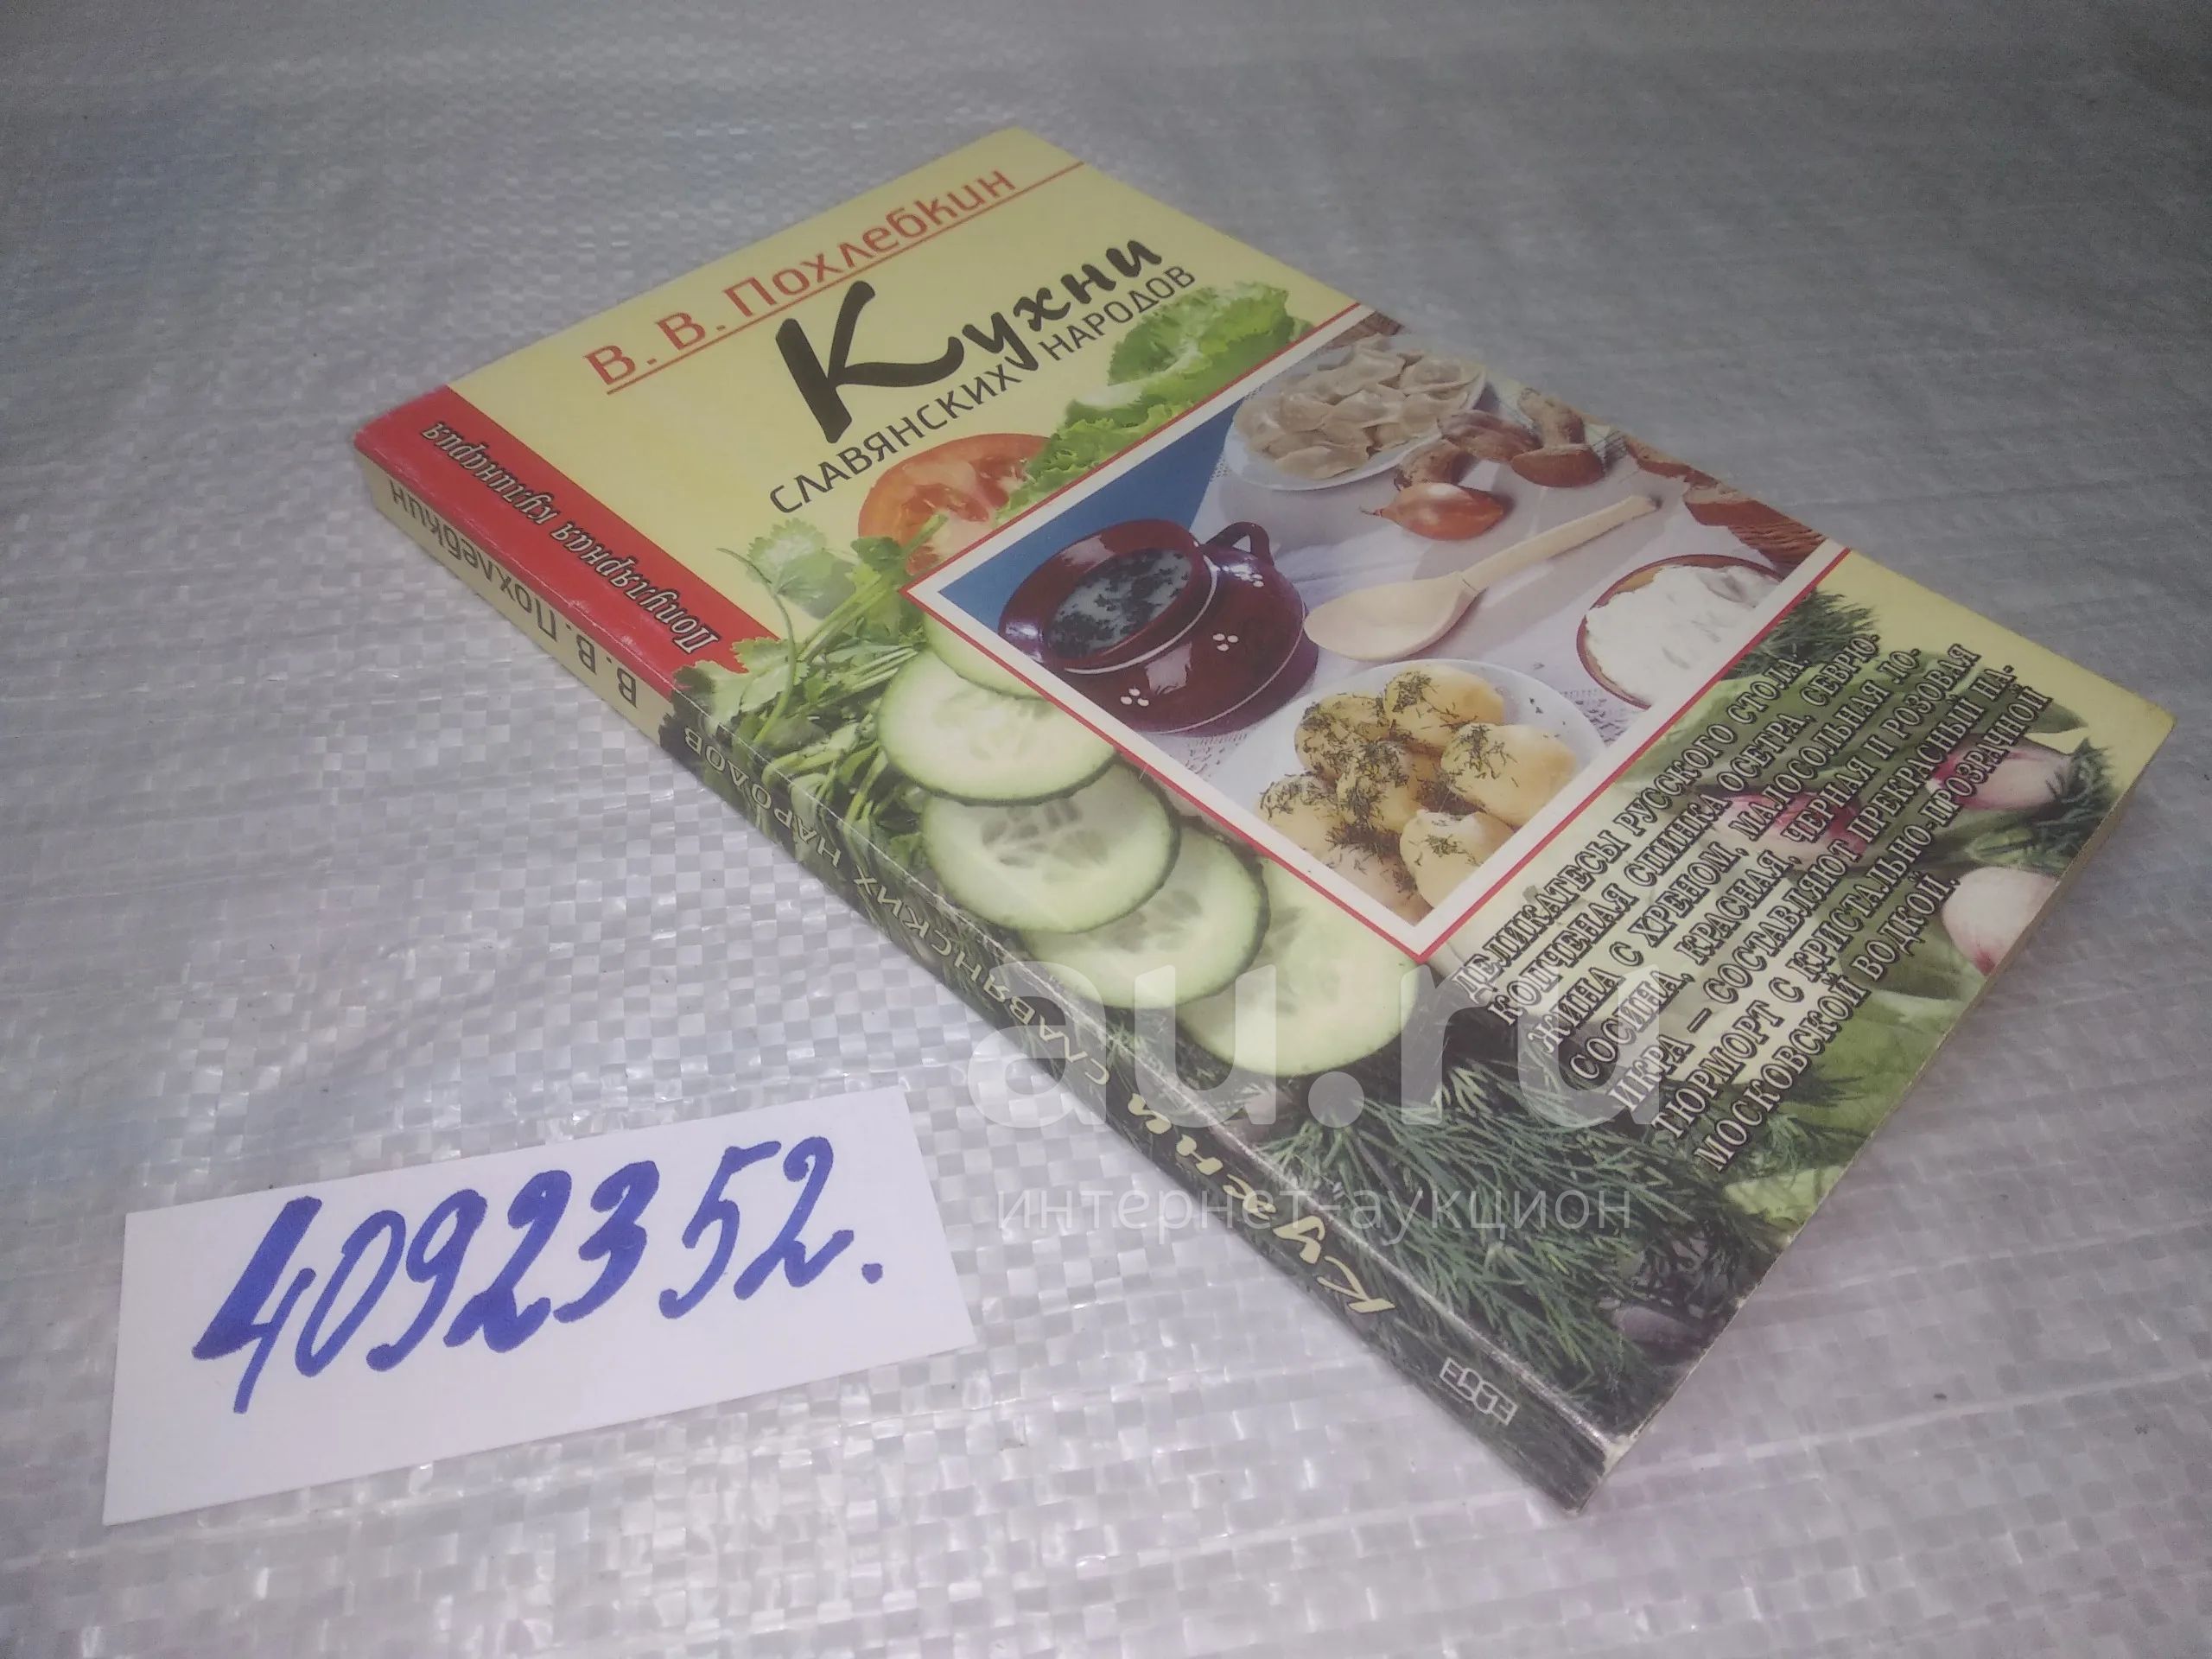 В. В. Похлебкин
Кухни
СЛАВЯНСКИХ НАРОДОВ
Популярная кулинария
ДЕЛИКАТЕСЫ РУССКОГО СТОЛА:
КОПЧЕНАЯ СПИНКА ОСЕТРА, СЕВРЮ-
ЖИНА С ХРЕНОМ, МАЛОСОЛЬНАЯ ЛО-
СОСИНА, КРАСНАЯ, ЧЕРНАЯ И РОЗОВАЯ
ИКРА – СОСТАВЛЯЮТ ПРЕКРАСНЫЙ НА-
ТЮРМОРТ С КРИСТАЛЬНО-ПРОЗРАЧНОЙ
МОСКОВСКОЙ ВОДКОЙ.
В. В. Похлебкин
Кухни СЛАВЯНСКИХ НАРОДОВ
4092352.
au.ru
интернет-аукцион